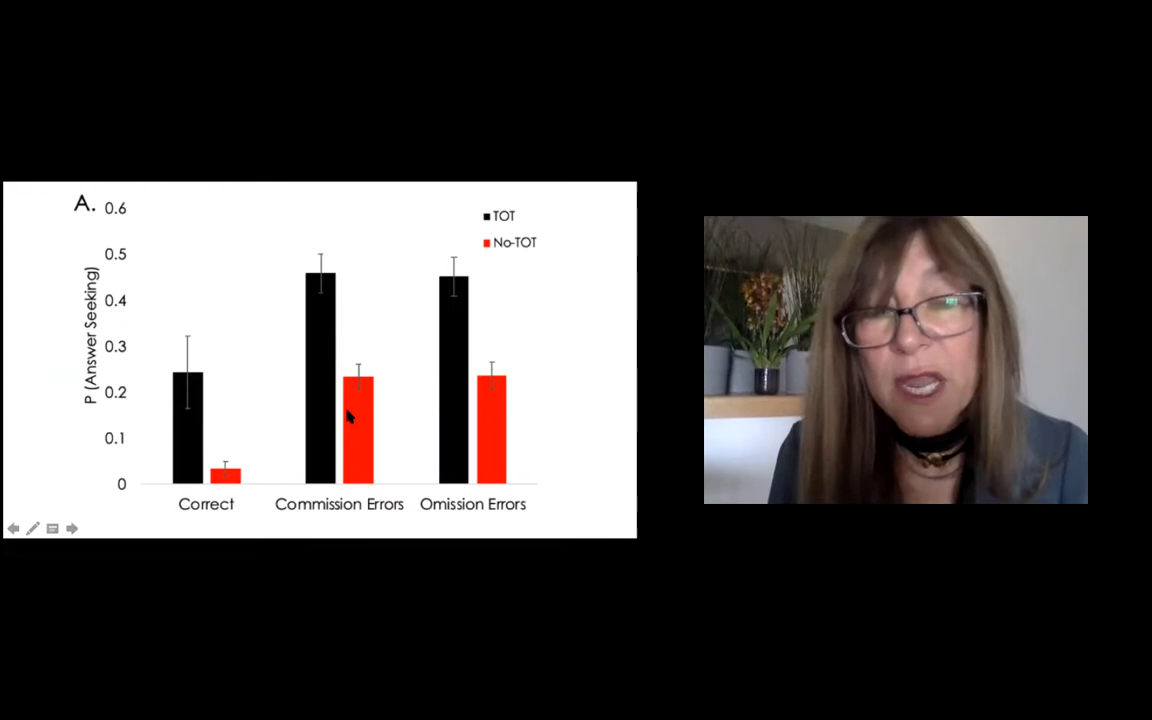 A.
0.6
0.5
0.4
0.3
0.2
0.1
0
P (Answer Seeking)
TOT
No-TOT
Correct
Commission Errors
Omission Errors